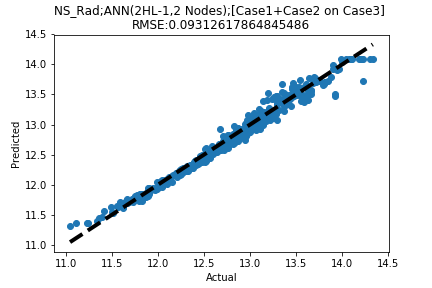 NS_Rad;ANN(2HL-1,2 Nodes);[Case1+Case2 on Case3]
RMSE:0.09312617864845486
14.5
14.0
13.5
13.0
12.5
12.0
11.5
11.0
Predicted
11.0 11.5 12.0 12.5 13.0 13.5 14.0 14.5
Actual